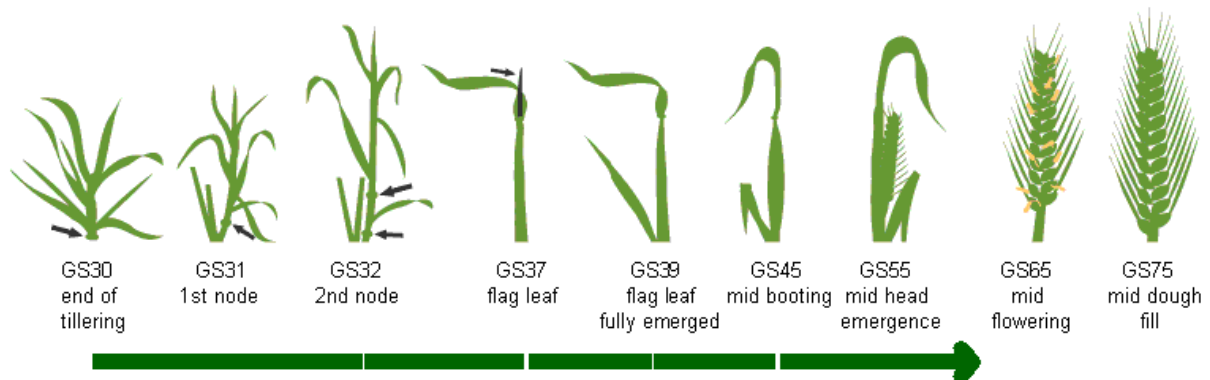 GS30
end of
tillering
GS31
1st node
GS32
2nd node
GS37
flag leaf
GS39
flag leaf
fully emerged
GS45
mid booting
GS55
mid head
emergence
GS65
mid
flowering
GS75
mid dough
fill